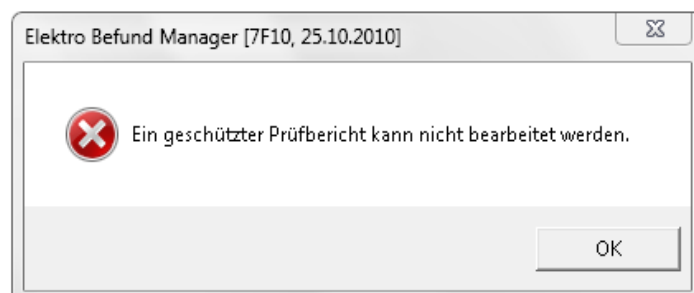 Elektro Befund Manager [7F10, 25.10.2010]
Ein geschützter Prüfbericht kann nicht bearbeitet werden.
OK